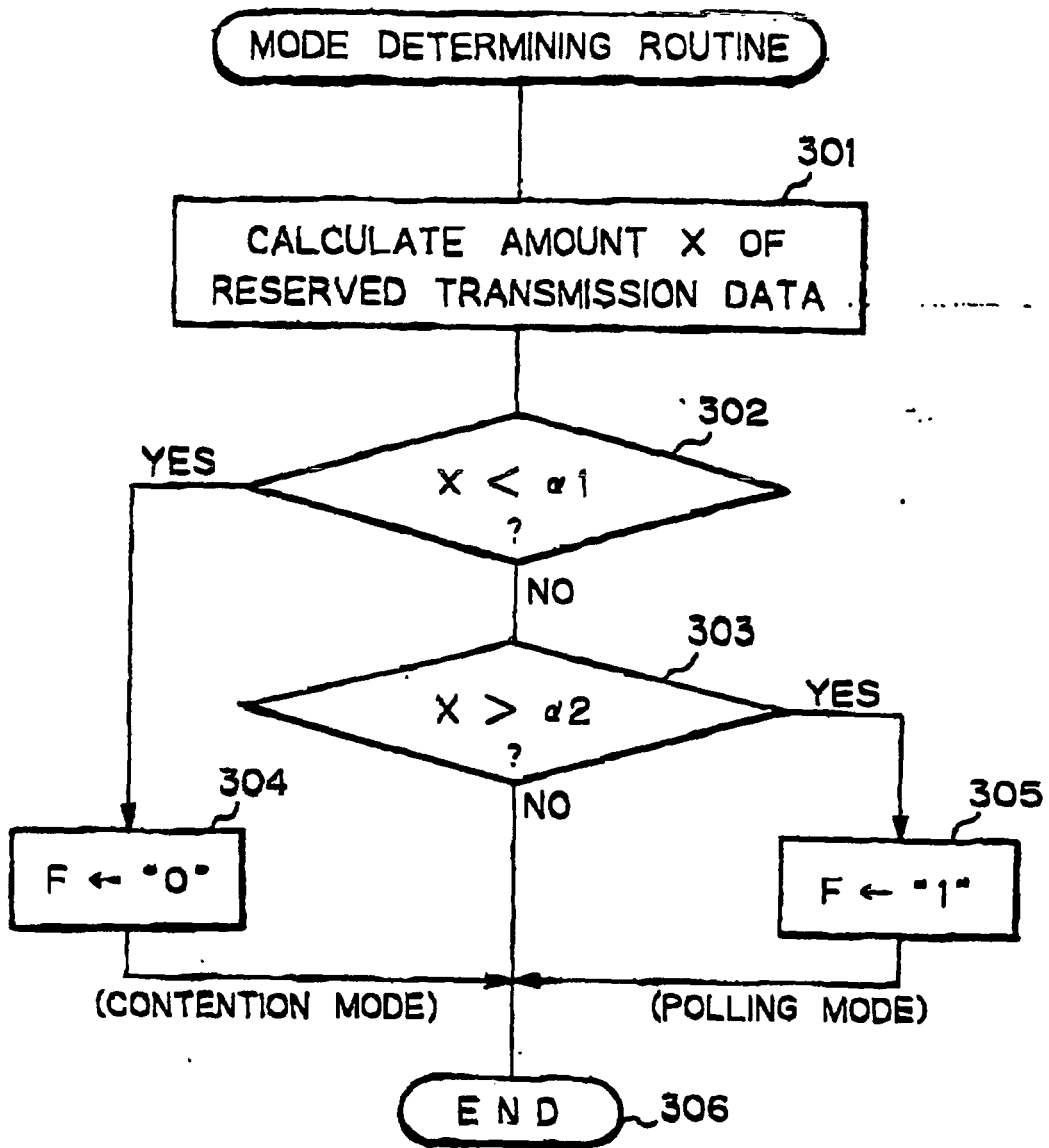 MODE DETERMINING ROUTINE
301
CALCULATE AMOUNT X OF
RESERVED TRANSMISSION DATA
302
YES
X < α1
?
NO
303
X > α2
?
YES
NO
304
F ← "0"
305
F ← "1"
(CONTENTION MODE)
(POLLING MODE)
END
306